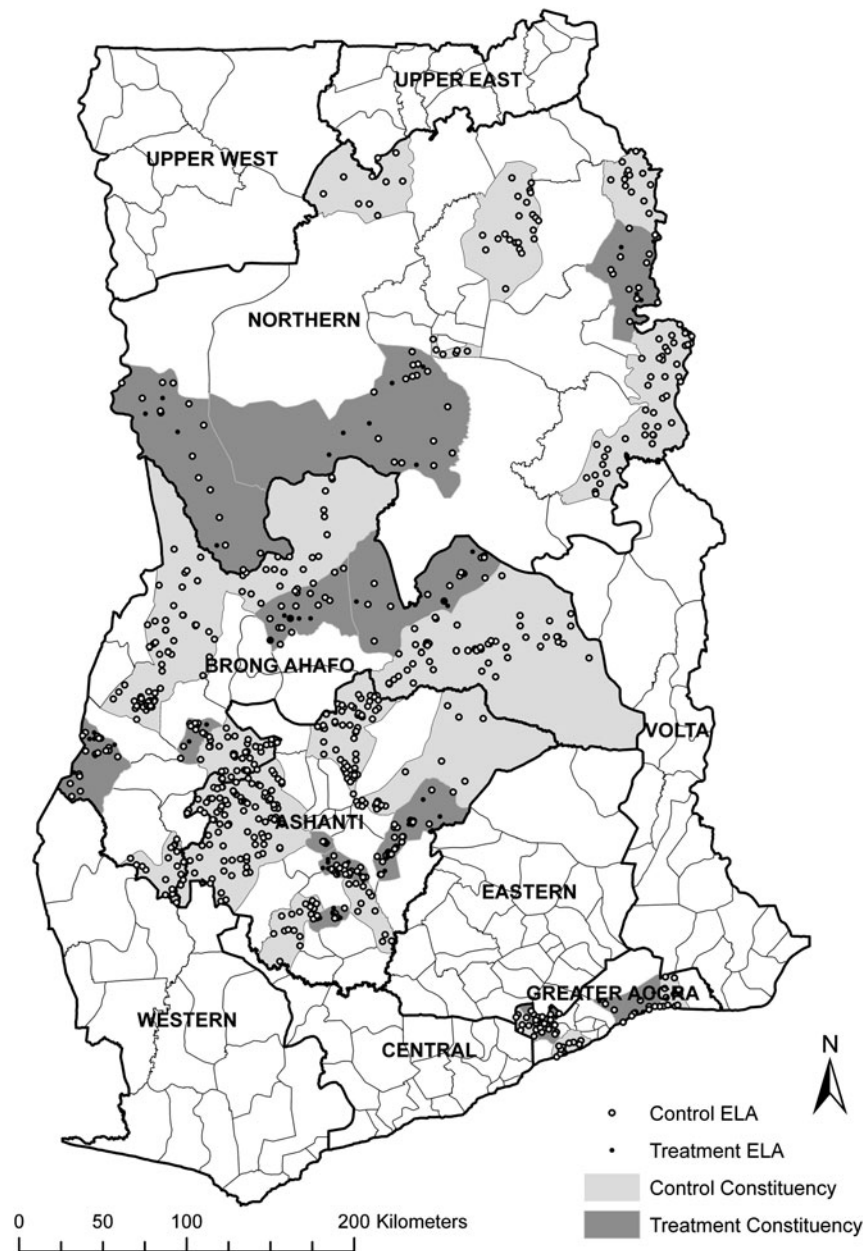 UPPER EAST
UPPER WEST
NORTHERN
BRONG AHAFO
VOLTA
ASHANTI
EASTERN
GREATER ACCRA
WESTERN
CENTRAL
N
Control ELA
Treatment ELA
Control Constituency
Treatment Constituency
0 50 100 200 Kilometers